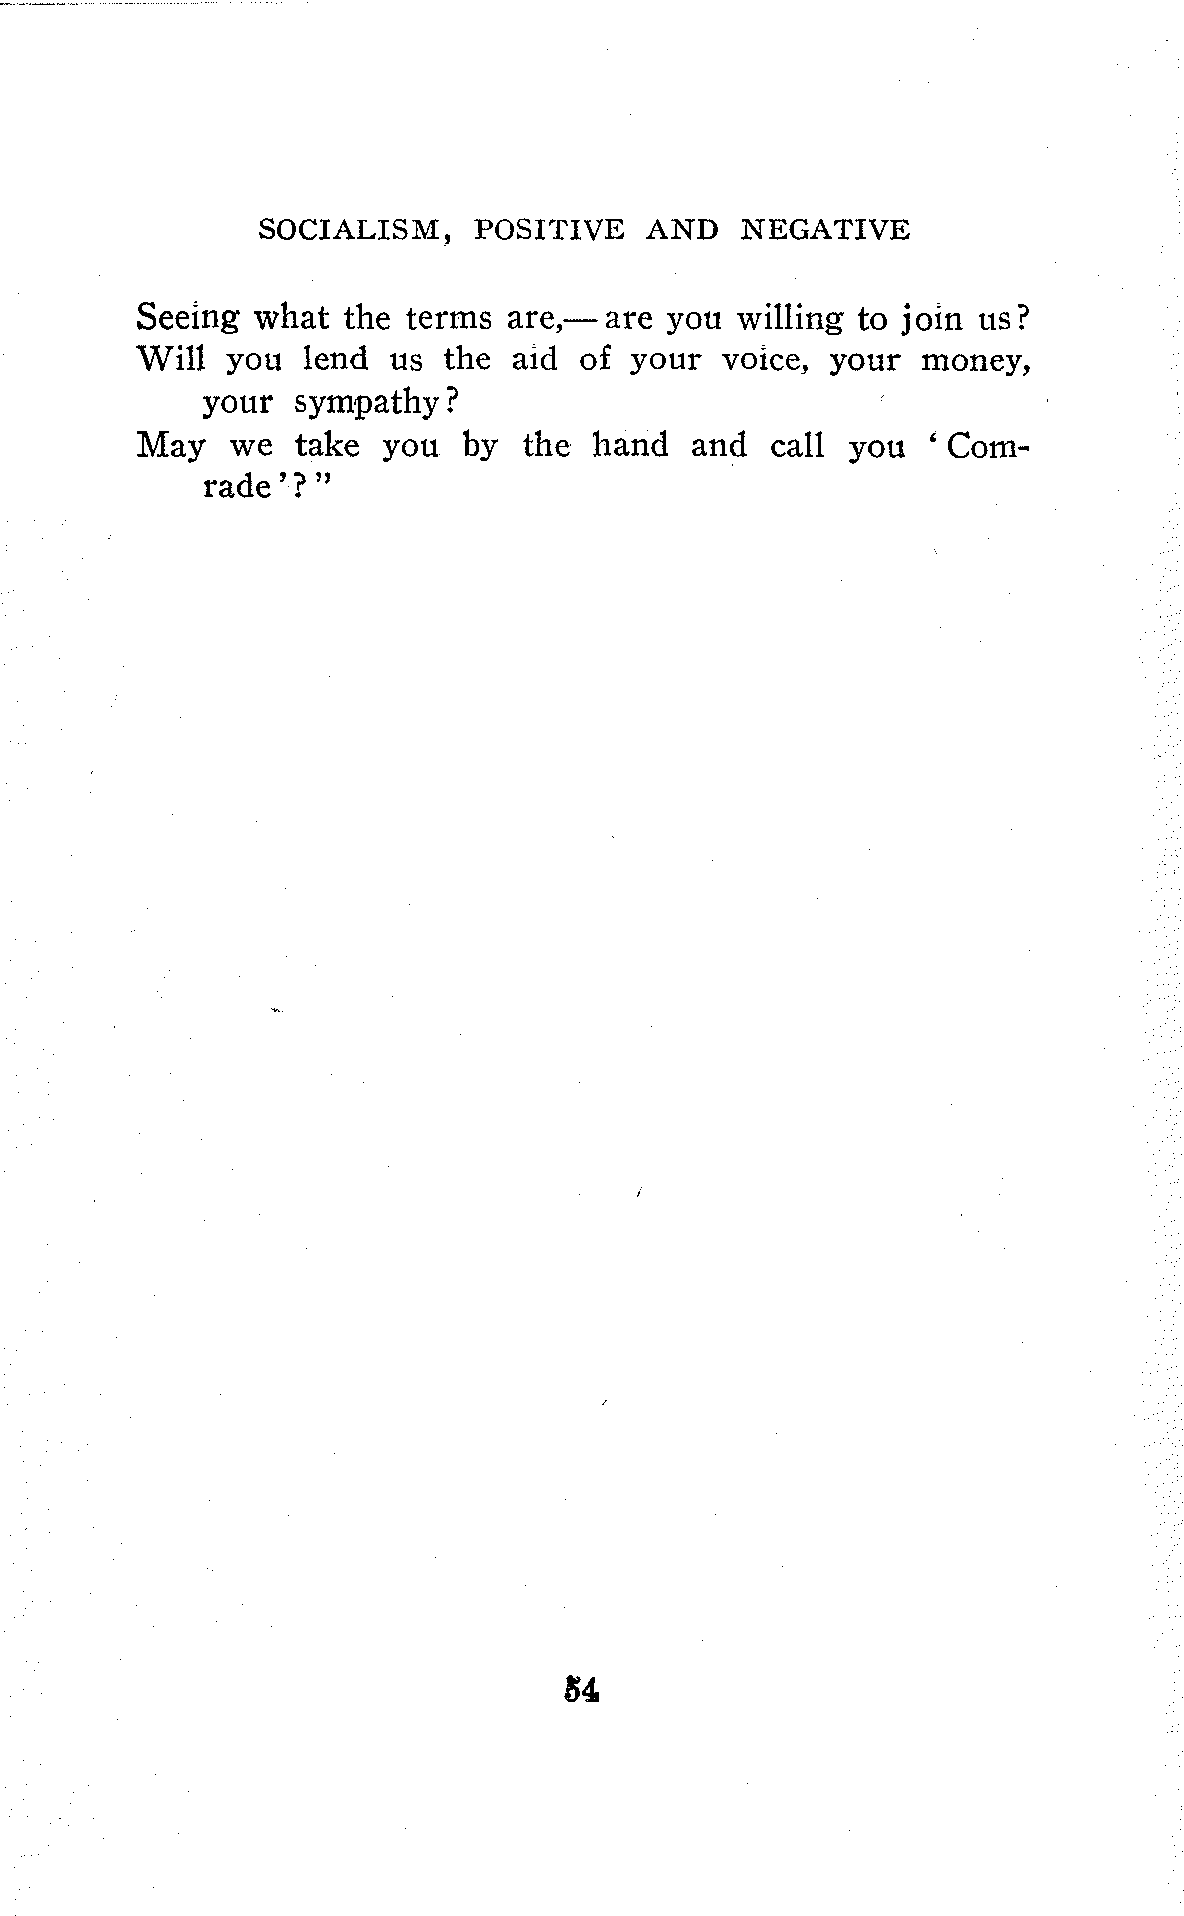 SOCIALISM, POSITIVE AND NEGATIVE
Seeing what the terms are,— are you willing to join us?
Will you lend us the aid of your voice, your money,
your sympathy?
May we take you by the hand and call you ‘ Com-
rade ’? ”
54